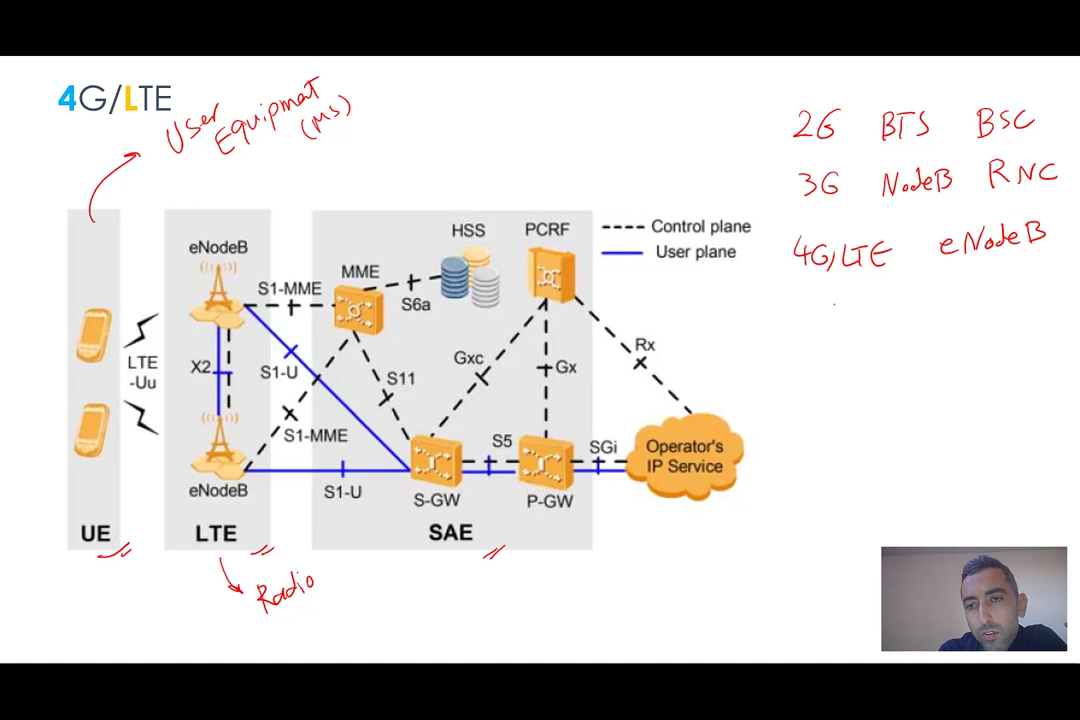 4G/LTE
User
Equipment
(MS)
2G BTS BSC
3G NodeB RNC
4G/LTE eNodeB
Control plane
User plane
eNodeB
HSS
PCRF
MME
S1-MME
S6a
LTE
-Uu
X2
S1-U
S11
Gxc
Gx
Rx
S1-MME
S5
SGi
Operator's
IP Service
eNodeB
S1-U
S-GW
P-GW
UE
LTE
SAE
Radio